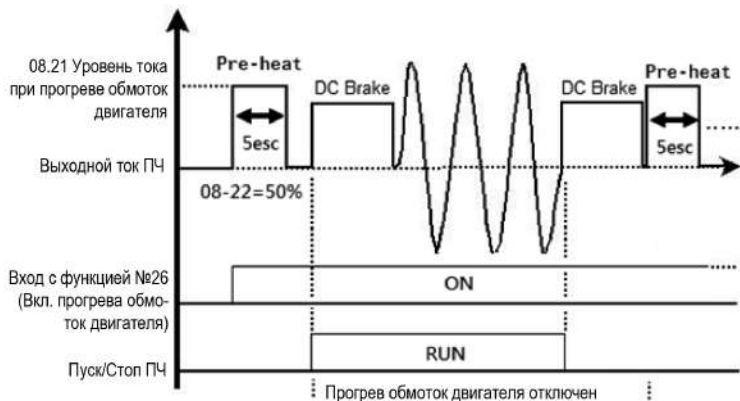 08.21 Уровень тока
при прогреве обмоток
двигателя
Pre-heat
DC Brake
DC Brake
Pre-heat
5esc
5esc
Выходной ток ПЧ
08-22=50%
Вход с функцией №26
(Вкл. прогрева обмо-
ток двигателя)
ON
Пуск/Стоп ПЧ
RUN
Прогрев обмоток двигателя отключен